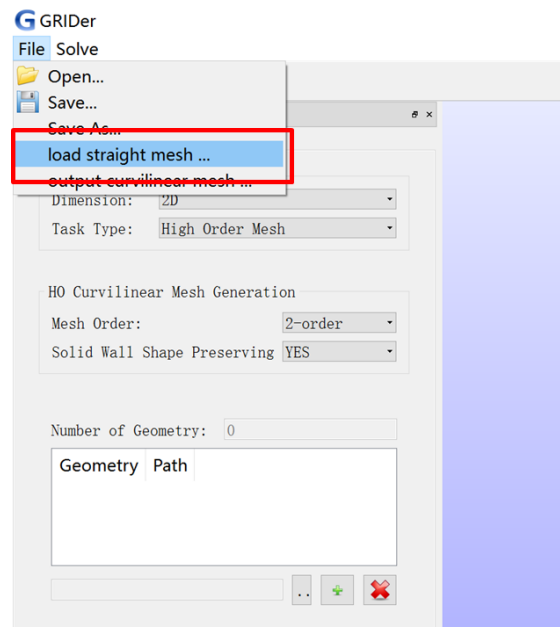 GRIDer
File Solve
Open...
Save...
Save As...
load straight mesh ...
output curvilinear mesh ...
Dimension: 2D
Task Type: High Order Mesh
HO Curvilinear Mesh Generation
Mesh Order: 2-order
Solid Wall Shape Preserving YES
Number of Geometry: 0
Geometry Path
..